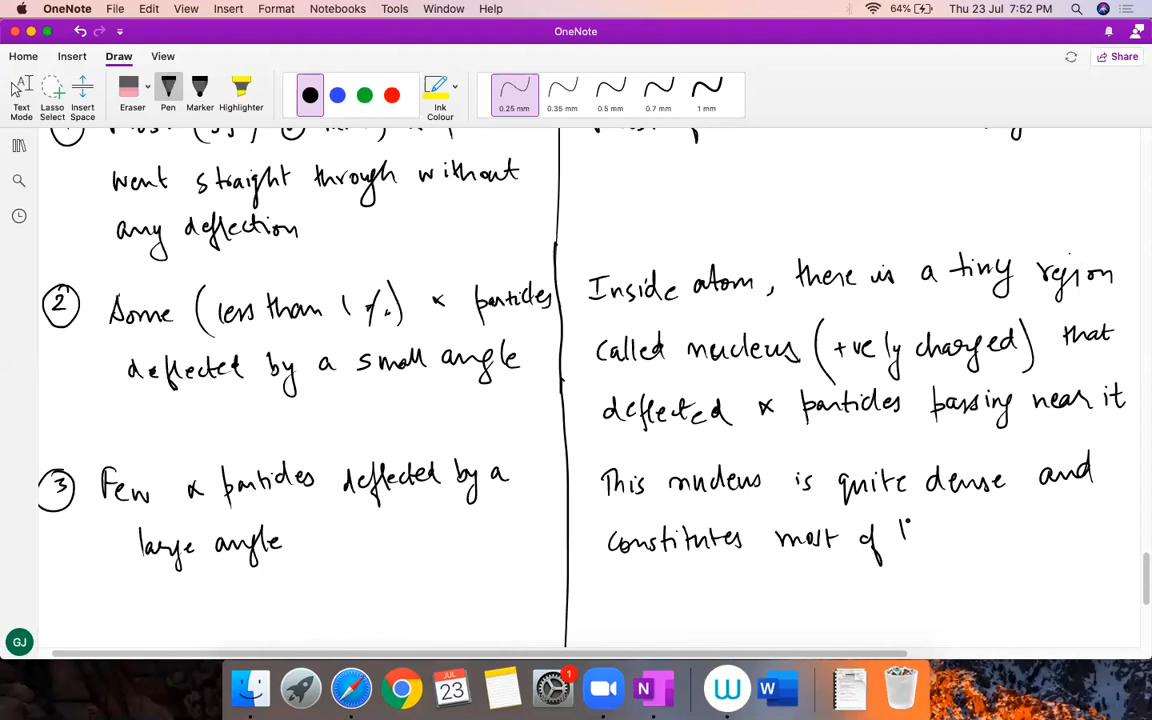 OneNote File Edit View Insert Format Notebooks Tools Window Help 64% Thu 23 Jul 7:52 PM
OneNote
Home Insert Draw View Share
Text Mode Lasso Select Insert Space Eraser Pen Marker Highlighter Ink Colour 0.25 mm 0.35 mm 0.5 mm 0.7 mm 1 mm
went straight through without
any deflection
② Some (less than 1 %) α particles
deflected by a small angle
③ Few α particles deflected by a
large angle
Inside atom, there is a tiny region
called nucleus (+vely charged) that
deflected α particles passing near it
This nucleus is quite dense and
constitutes most of
GJ
JUL 23 1 N W W